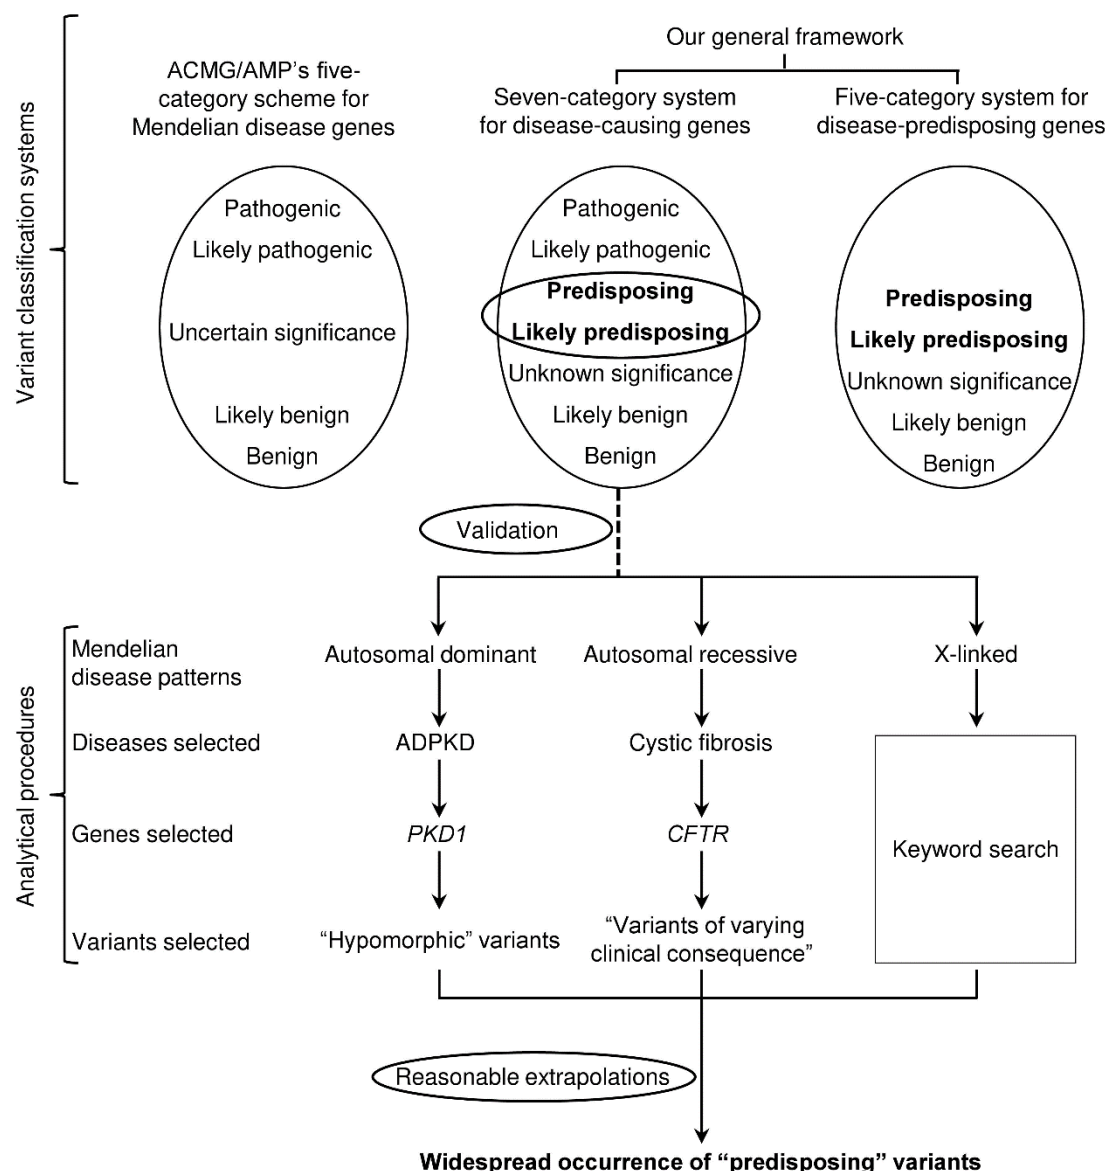 Variant classification systems
Our general framework
ACMG/AMP's five-
category scheme for
Mendelian disease genes
Seven-category system
for disease-causing genes
Five-category system for
disease-predisposing genes
Pathogenic
Likely pathogenic
Uncertain significance
Likely benign
Benign
Pathogenic
Likely pathogenic
Predisposing
Likely predisposing
Unknown significance
Likely benign
Benign
Predisposing
Likely predisposing
Unknown significance
Likely benign
Benign
Validation
Analytical procedures
Mendelian
disease patterns
Autosomal dominant
Autosomal recessive
X-linked
Diseases selected
ADPKD
Cystic fibrosis
Genes selected
PKD1
CFTR
Keyword search
Variants selected
“Hypomorphic” variants
“Variants of varying
clinical consequence”
Reasonable extrapolations
Widespread occurrence of “predisposing” variants